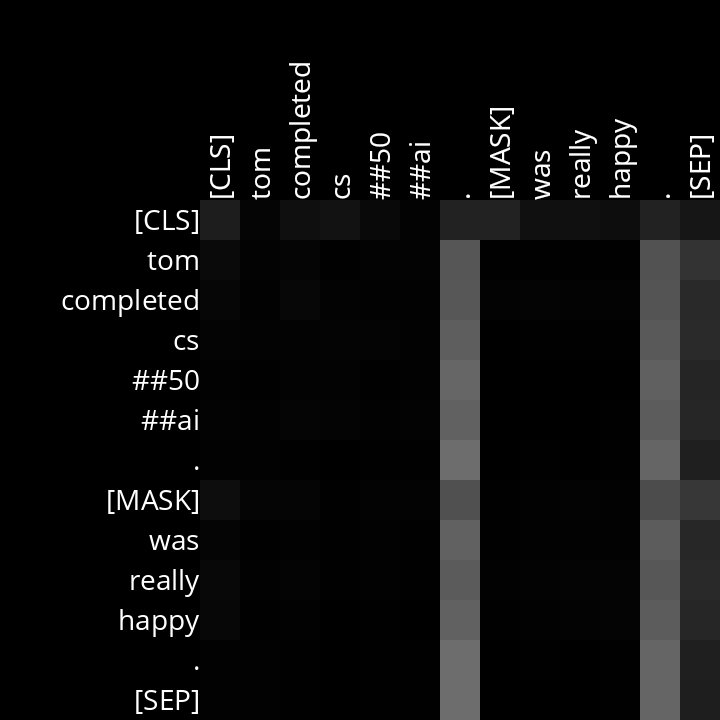 [CLS]
tom
completed
cs
##50
##ai
.
[MASK]
was
really
happy
.
[SEP]
[CLS]
tom
completed
cs
##50
##ai
.
[MASK]
was
really
happy
.
[SEP]